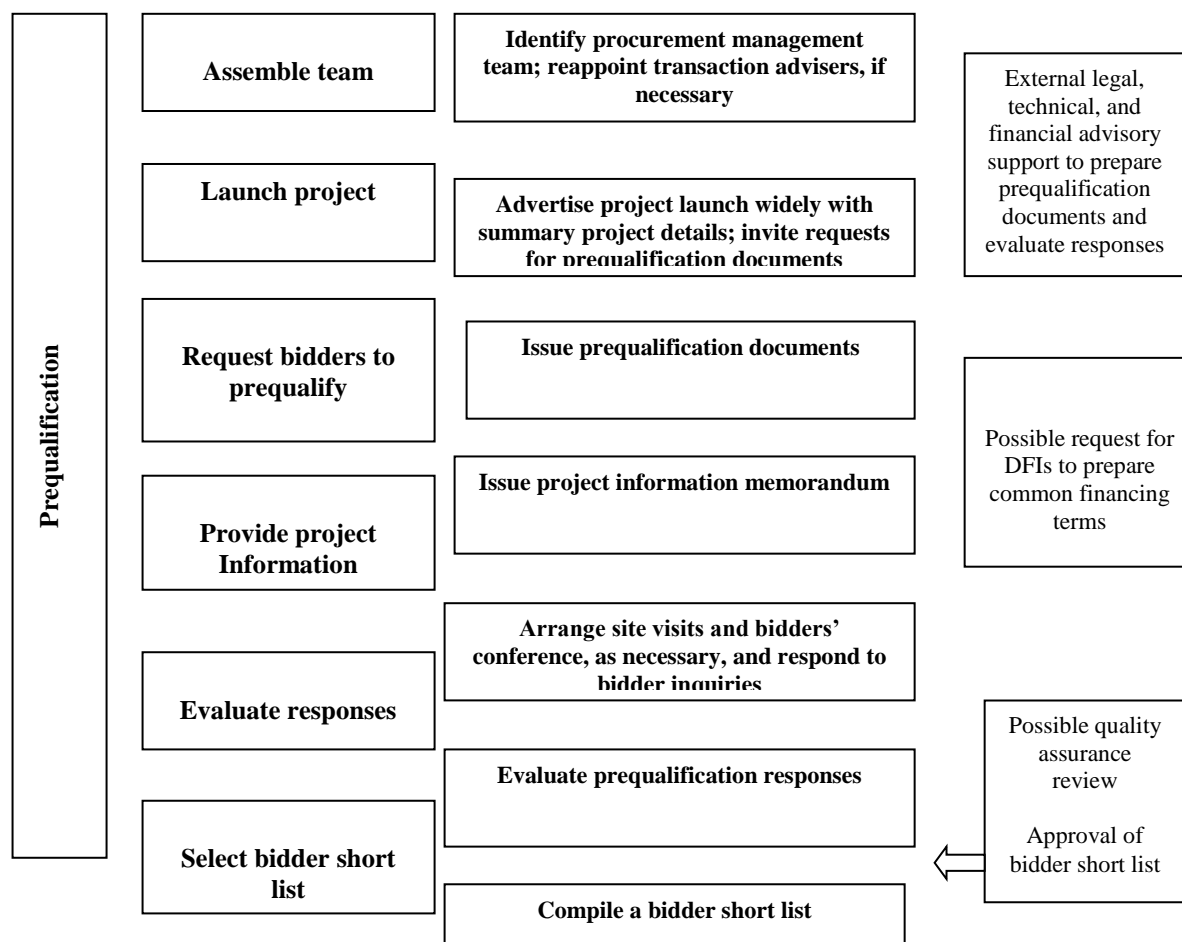 Prequalification
Assemble team
Identify procurement management
team; reappoint transaction advisers, if
necessary
External legal,
technical, and
financial advisory
support to prepare
prequalification
documents and
evaluate responses
Launch project
Advertise project launch widely with
summary project details; invite requests
for prequalification documents
Request bidders to
prequalify
Issue prequalification documents
Possible request for
DFIs to prepare
common financing
terms
Provide project
Information
Issue project information memorandum
Arrange site visits and bidders’
conference, as necessary, and respond to
bidder inquiries
Evaluate responses
Evaluate prequalification responses
Possible quality
assurance
review
Approval of
bidder short list
Select bidder short
list
Compile a bidder short list